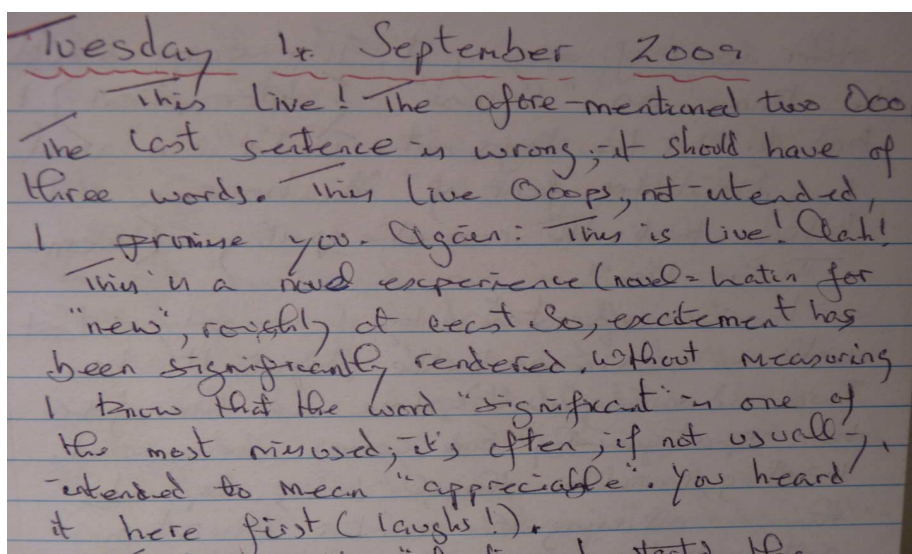 Tuesday 1st September 2009
This live! The afore-mentioned two Ooo
The last sentence is wrong; it should have of
three words. This live Ooops, not intended,
I promise you. Again: This is live! Aah!
This is a novel experience (novel = Latin for
"new", roughly at least. So, excitement has
been significantly rendered, without measuring
I know that the word "significant" is one of
the most misused; it's often, if not usually,
intended to mean "appreciable". You heard
it here first (laughs!).